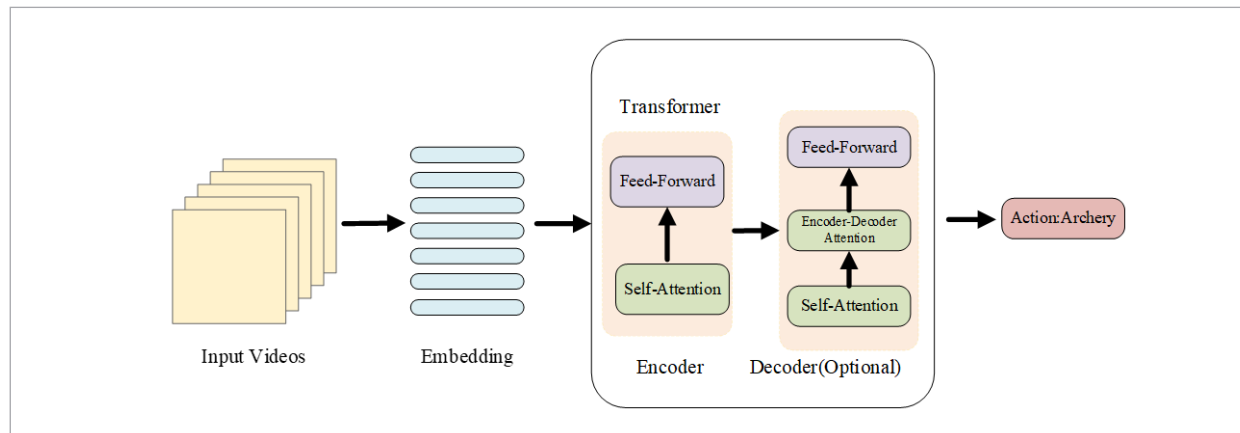 Transformer
Feed-Forward
Self-Attention
Encoder
Feed-Forward
Encoder-Decoder
Attention
Self-Attention
Decoder(Optional)
Input Videos
Embedding
Action:Archery